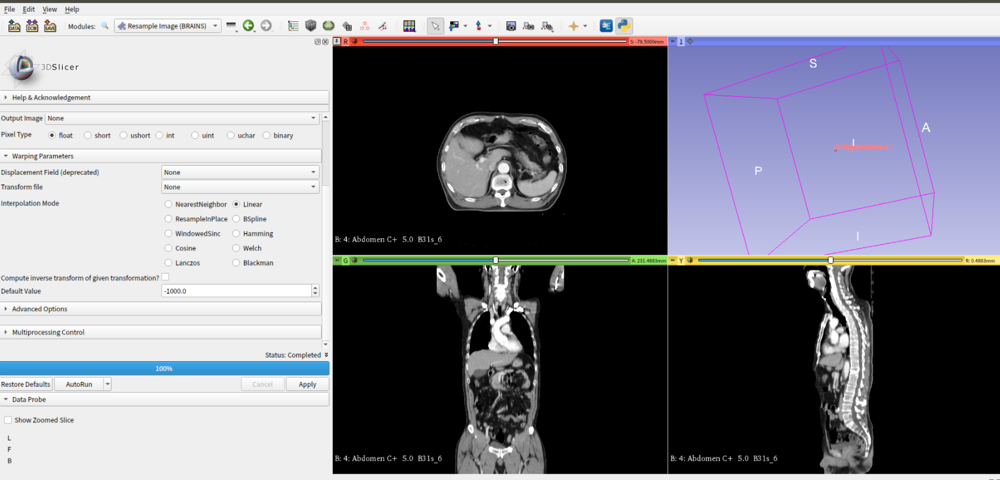 File Edit View Help
DATA DCM SAVE Modules: Resample Image (BRAINS)
R S: -78.5000mm
1
3DSlicer
Help & Acknowledgement
Output Image None
Pixel Type float short ushort int uint uchar binary
Warping Parameters
Displacement Field (deprecated) None
Transform file None
Interpolation Mode NearestNeighbor Linear
ResampleInPlace BSpline
WindowedSinc Hamming
Cosine Welch
Lanczos Blackman
Compute inverse transform of given transformation?
Default Value -1000.0
Advanced Options
Multiprocessing Control
Status: Completed
100%
Restore Defaults AutoRun Cancel Apply
Data Probe
Show Zoomed Slice
L
F
B
B: 4: Abdomen C+ 5.0 B31s_6
S
A
L
P
I
G A: 231.4883mm
B: 4: Abdomen C+ 5.0 B31s_6
Y R: 0.4883mm
B: 4: Abdomen C+ 5.0 B31s_6